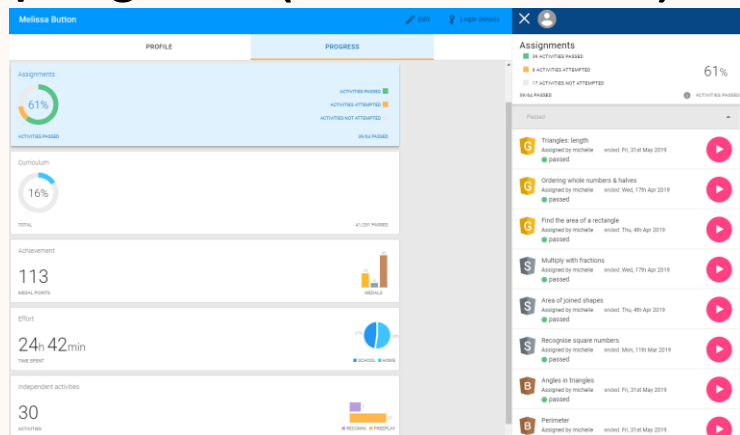 Melissa Button
Edit
Login Details
PROFILE
PROGRESS
Assignments
61%
ACTIVITIES PASSED
ACTIVITIES ATTEMPTED
ACTIVITIES NOT ATTEMPTED
ACTIVITIES PASSED
39/64 PASSED
Curriculum
16%
TOTAL
41/251 PASSED
Achievement
113
MEDAL POINTS
MEDALS
Effort
24h 42min
TIME SPENT
SCHOOL HOME
Independent activities
30
ACTIVITIES
FREEPLAY
Assignments
39 ACTIVITIES PASSED
8 ACTIVITIES ATTEMPTED
17 ACTIVITIES NOT ATTEMPTED
61%
39/64 PASSED
ACTIVITIES PASSED
Passed
G
Triangles: length
Assigned by michelle ended: Fri, 31st May 2019
passed
G
Ordering whole numbers & halves
Assigned by michelle ended: Wed, 17th Apr 2019
passed
G
Find the area of a rectangle
Assigned by michelle ended: Thu, 4th Apr 2019
passed
S
Multiply with fractions
Assigned by michelle ended: Wed, 17th Apr 2019
passed
S
Area of joined shapes
Assigned by michelle ended: Thu, 4th Apr 2019
passed
S
Recognise square numbers
Assigned by michelle ended: Mon, 11th Mar 2019
passed
B
Angles in triangles
Assigned by michelle ended: Fri, 31st May 2019
passed
B
Perimeter
Assigned by michelle ended: Fri, 31st May 2019
passed